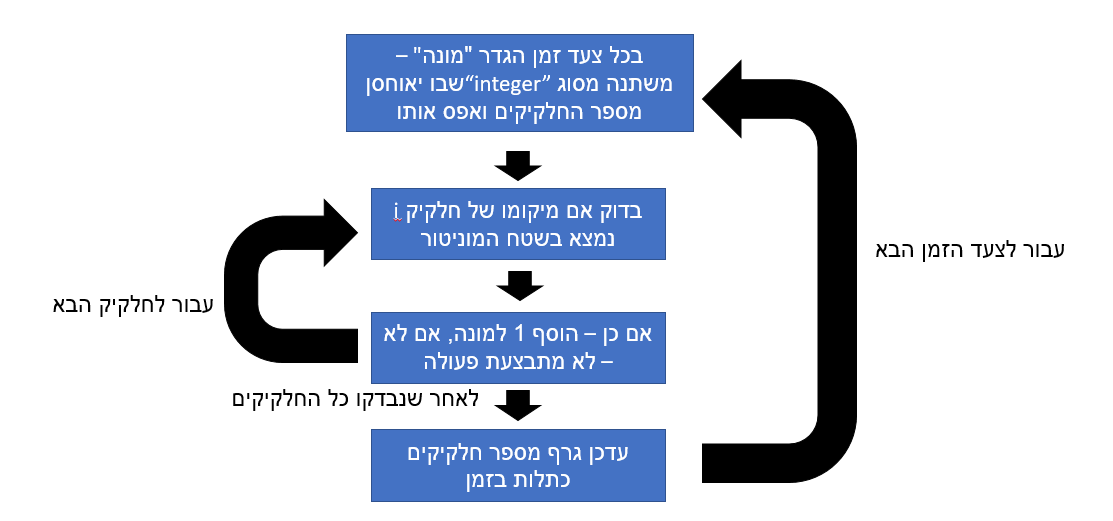 בכל צעד זמן הגדר "מונה" –
משתנה מסוג "integer“שבו יאוחסן
מספר החלקיקים ואפס אותו
בדוק אם מיקומו של חלקיק i
נמצא בשטח המוניטור
עבור לצעד הזמן הבא
עבור לחלקיק הבא
אם כן – הוסף 1 למונה, אם לא
– לא מתבצעת פעולה
לאחר שנבדקו כל החלקיקים
עדכן גרף מספר חלקיקים
כתלות בזמן